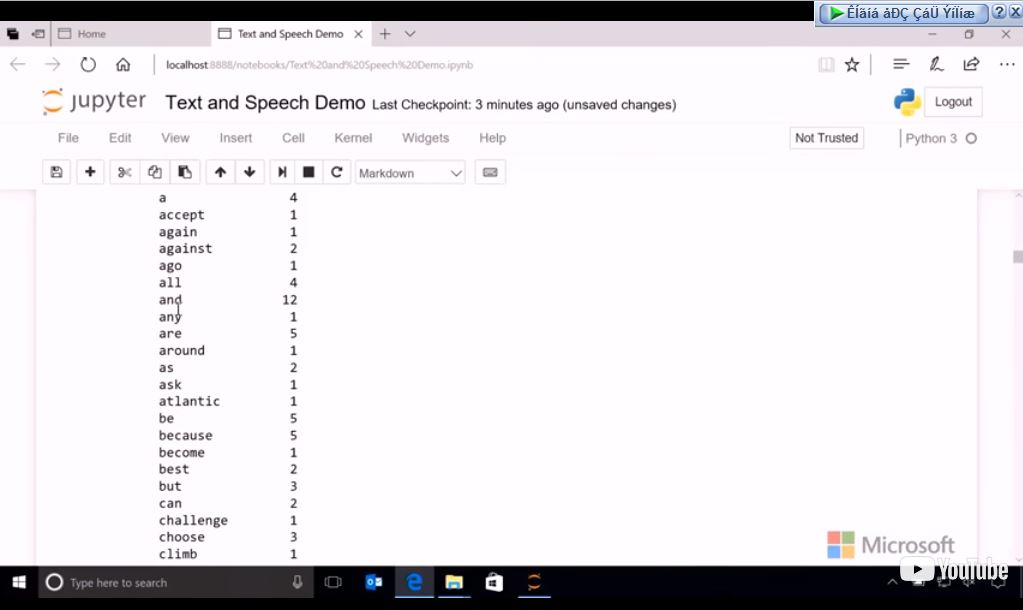 ÊÍãíá åÐÇ ÇáÜ ÝíÏíæ ? X
Home
Text and Speech Demo
localhost:8888/notebooks/Text%20and%20Speech%20Demo.ipynb
jupyter Text and Speech Demo Last Checkpoint: 3 minutes ago (unsaved changes)
Logout
File Edit View Insert Cell Kernel Widgets Help
Not Trusted
Python 3
Markdown
a 4
accept 1
again 1
against 2
ago 1
all 4
and 12
any 1
are 5
around 1
as 2
ask 1
atlantic 1
be 5
because 5
become 1
best 2
but 3
can 2
challenge 1
choose 3
climb 1
Microsoft
YouTube
Type here to search